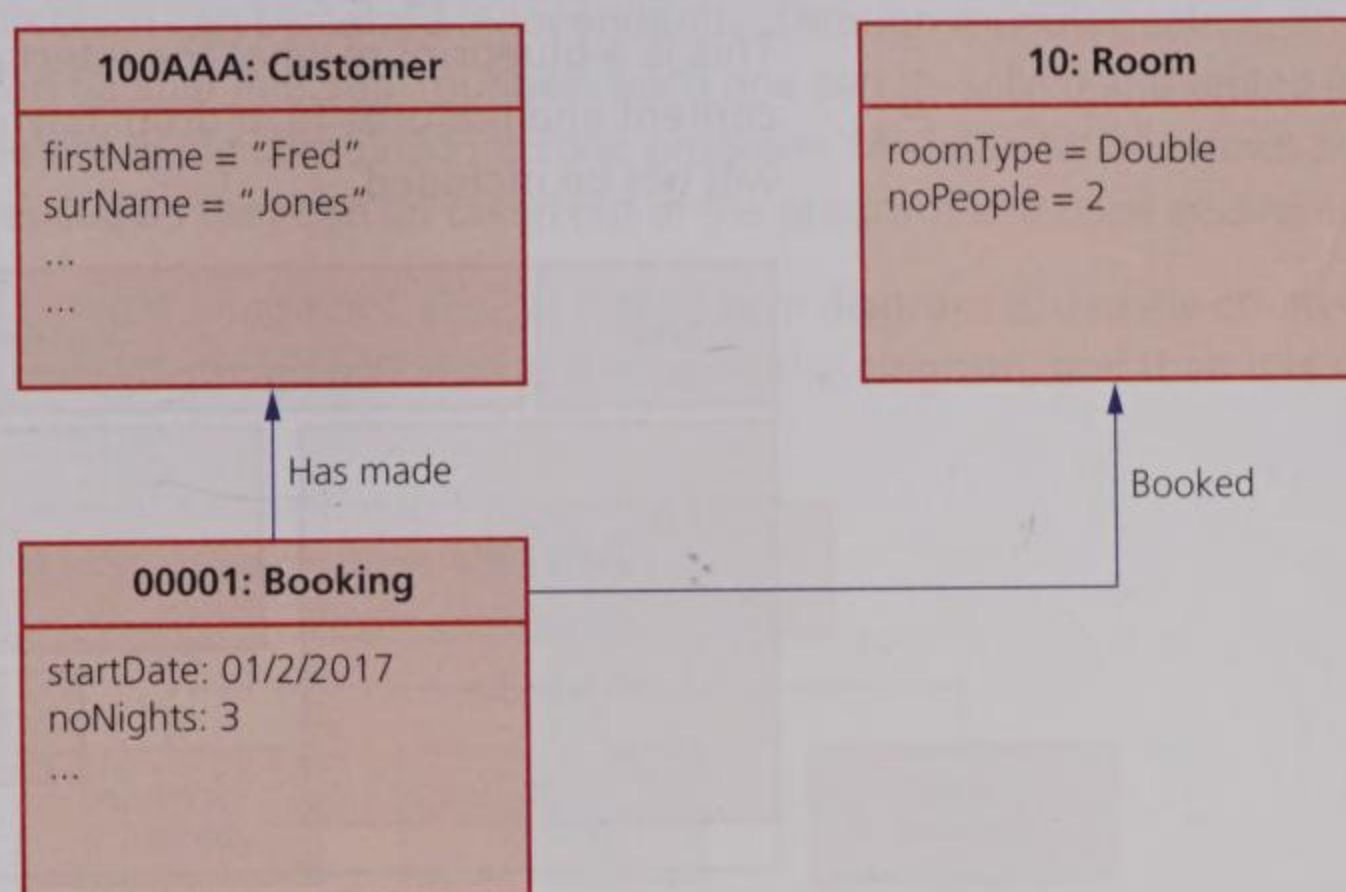 100AAA: Customer
firstName = “Fred”
surName = “Jones”
...
...
10: Room
roomType = Double
noPeople = 2
Has made
Booked
00001: Booking
startDate: 01/2/2017
noNights: 3
...